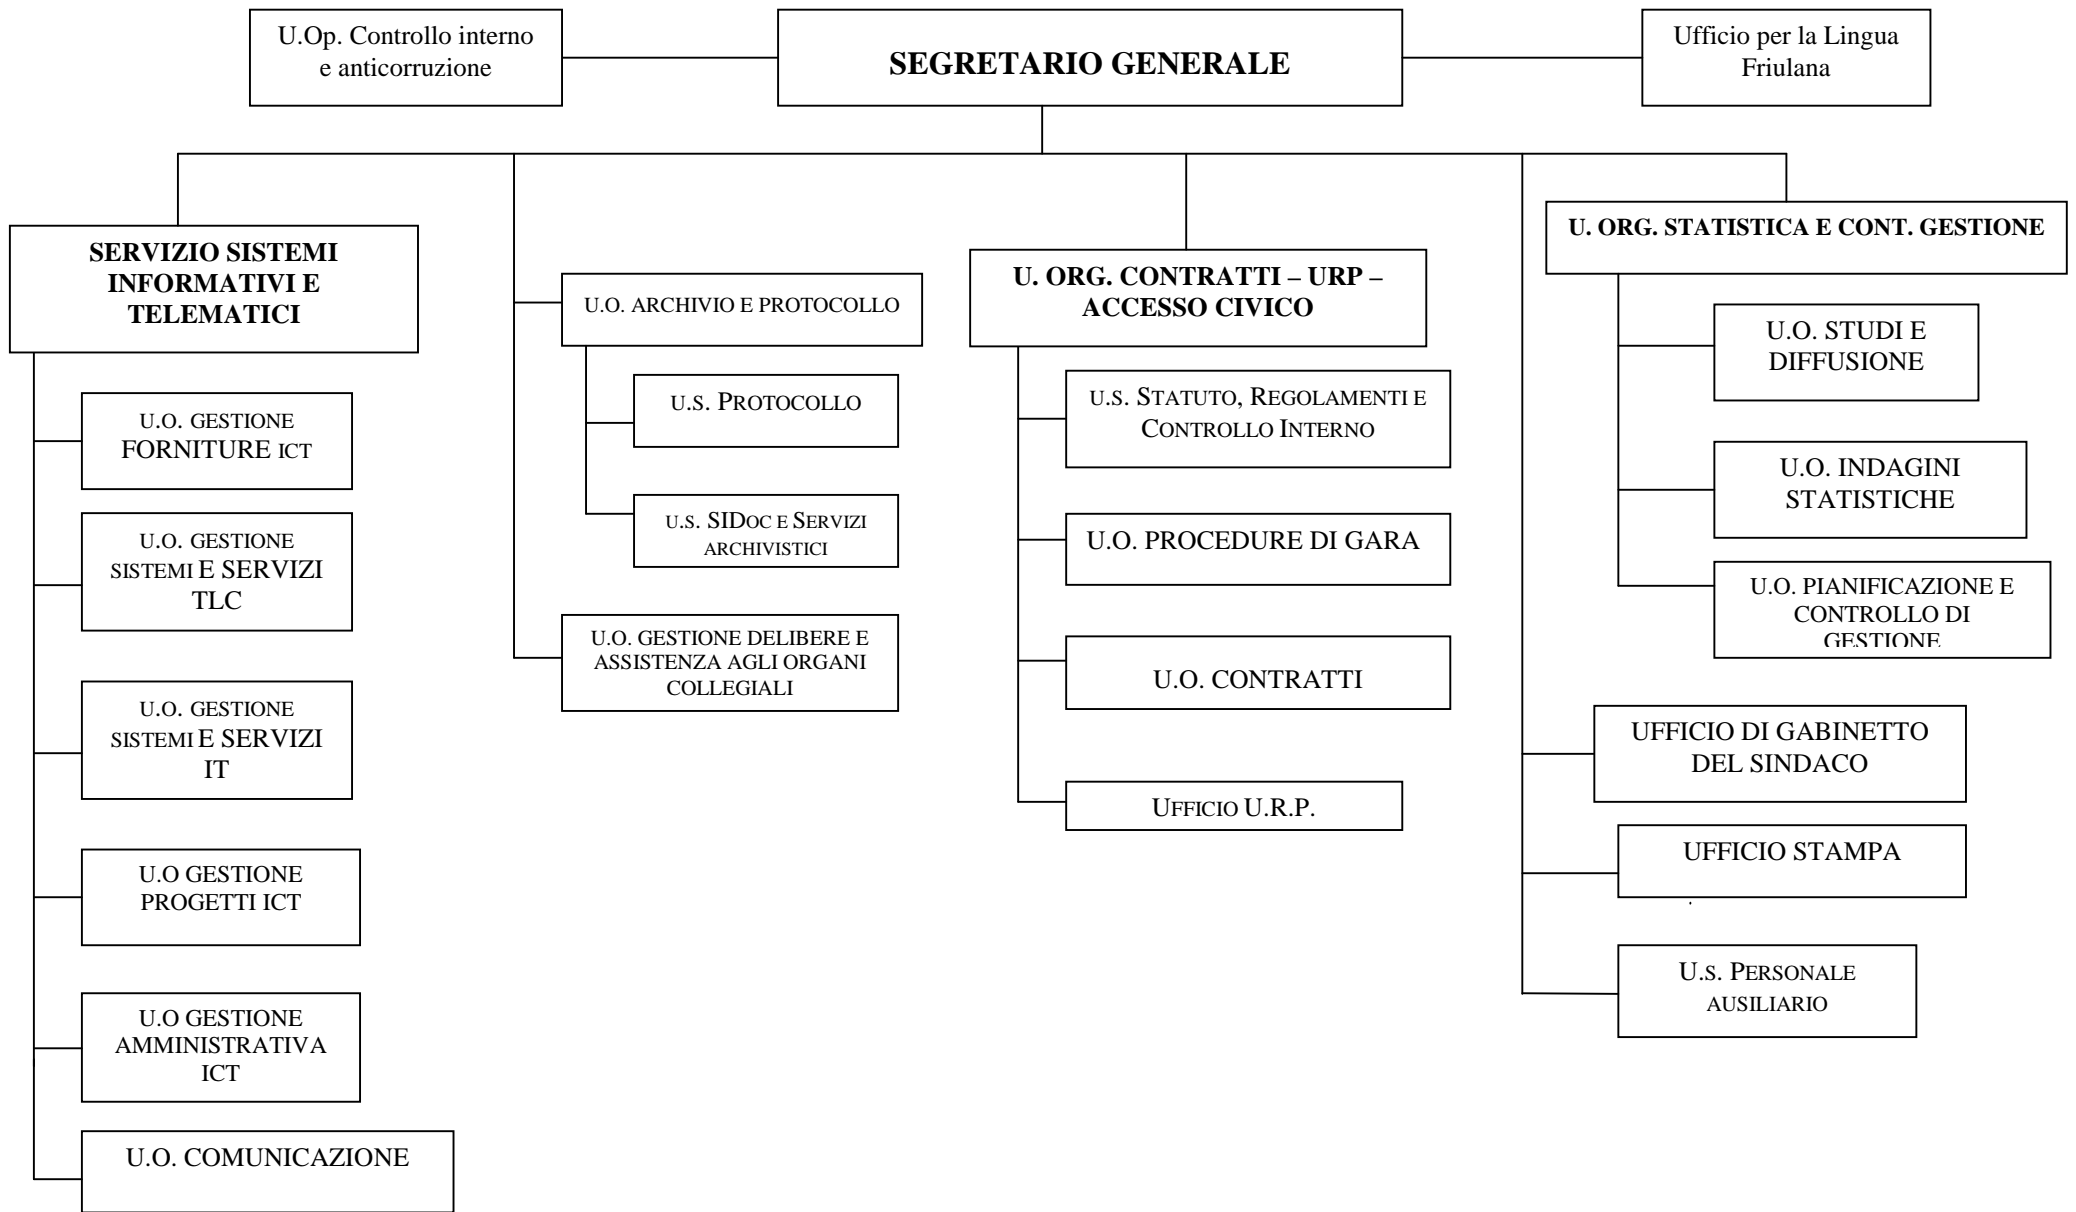 U.Op. Controllo interno
e anticorruzione
SEGRETARIO GENERALE
Ufficio per la Lingua
Friulana
SERVIZIO SISTEMI
INFORMATIVI E
TELEMATICI
U.O. GESTIONE
FORNITURE ICT
U.O. GESTIONE
SISTEMI E SERVIZI
TLC
U.O. GESTIONE
SISTEMI E SERVIZI
IT
U.O GESTIONE
PROGETTI ICT
U.O GESTIONE
AMMINISTRATIVA
ICT
U.O. COMUNICAZIONE
U.O. ARCHIVIO E PROTOCOLLO
U.S. PROTOCOLLO
U.S. SIDOC E SERVIZI
ARCHIVISTICI
U.O. GESTIONE DELIBERE E
ASSISTENZA AGLI ORGANI
COLLEGIALI
U. ORG. CONTRATTI – URP –
ACCESSO CIVICO
U.S. STATUTO, REGOLAMENTI E
CONTROLLO INTERNO
U.O. PROCEDURE DI GARA
U.O. CONTRATTI
UFFICIO U.R.P.
U. ORG. STATISTICA E CONT. GESTIONE
U.O. STUDI E
DIFFUSIONE
U.O. INDAGINI
STATISTICHE
U.O. PIANIFICAZIONE E
CONTROLLO DI
GESTIONE
UFFICIO DI GABINETTO
DEL SINDACO
UFFICIO STAMPA
U.S. PERSONALE
AUSILIARIO